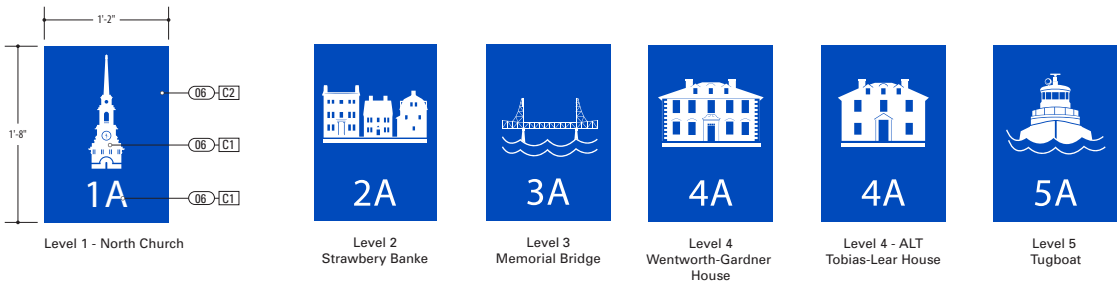 1'-2"
1'-8"
06 C2
06 C1
06 C1
1A
Level 1 - North Church
2A
Level 2
Strawbery Banke
3A
Level 3
Memorial Bridge
4A
Level 4
Wentworth-Gardner
House
4A
Level 4 - ALT
Tobias-Lear House
5A
Level 5
Tugboat